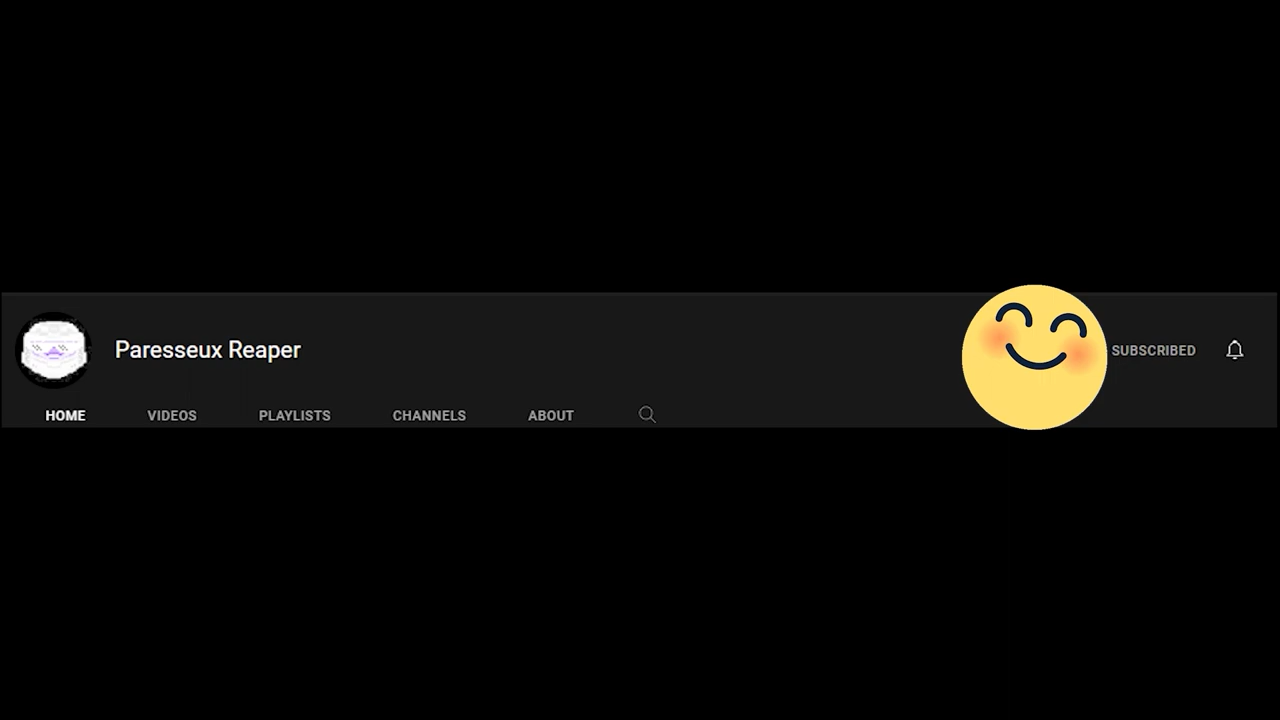 Paresseux Reaper
SUBSCRIBED
HOME VIDEOS PLAYLISTS CHANNELS ABOUT